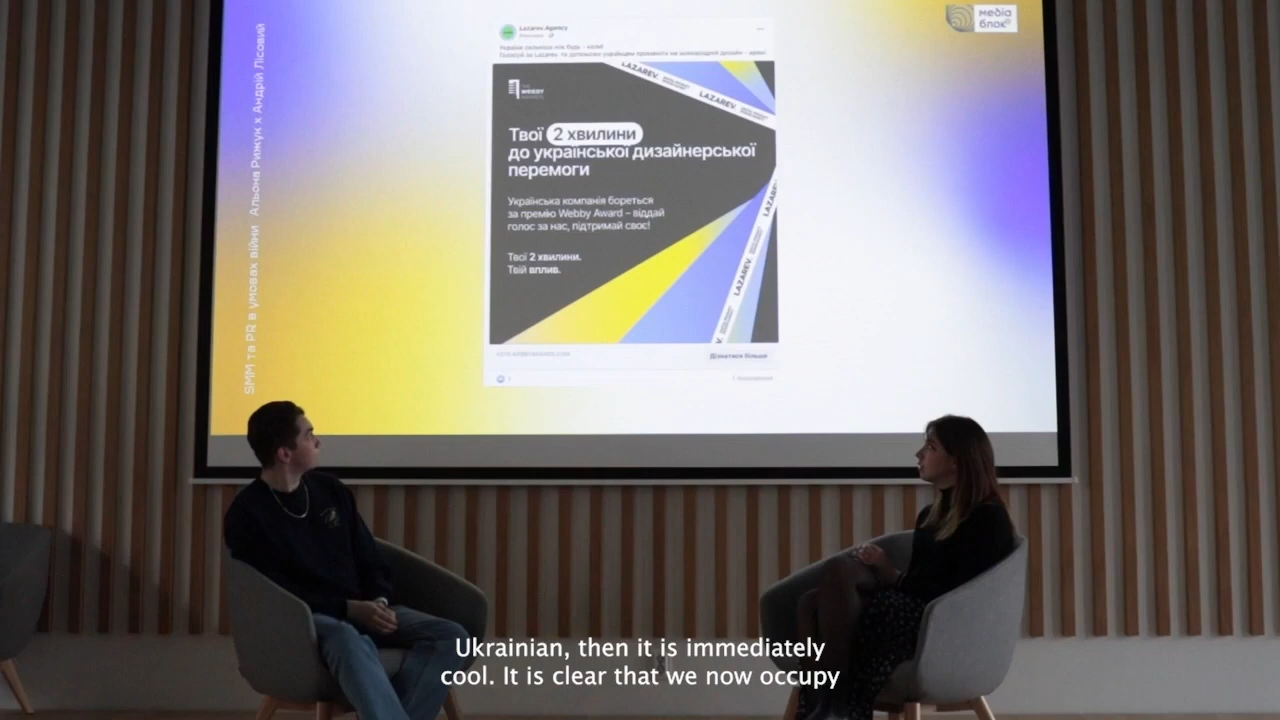 SMM та PR в умовах війни Альона Рижук х Андрій Лісовий
медіа
блок
Lazarev.Agency
THE
WEBBY
AWARDS
LAZAREV.
LAZAREV.
Твої 2 хвилини
до української дизайнерської
перемоги
Українська компанія бореться
за премію Webby Award – віддай
голос за нас, підтримай своє!
LAZAREV.
Твої 2 хвилини.
Твій вплив.
LAZAREV.
Дізнатися більше
Ukrainian, then it is immediately
cool. It is clear that we now occupy